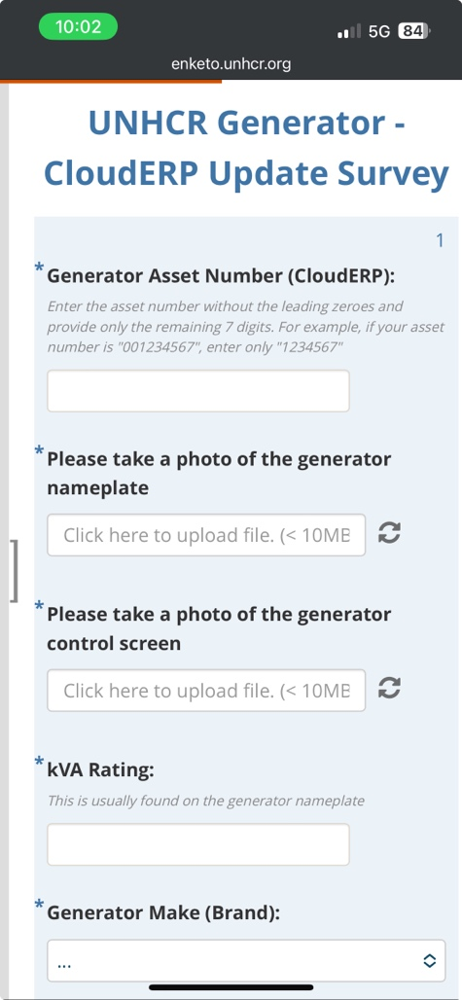 10:02
5G 84
enketo.unhcr.org
UNHCR Generator -
CloudERP Update Survey
1
* Generator Asset Number (CloudERP):
Enter the asset number without the leading zeroes and
provide only the remaining 7 digits. For example, if your asset
number is "001234567", enter only "1234567"
* Please take a photo of the generator
nameplate
Click here to upload file. (< 10MB
* Please take a photo of the generator
control screen
Click here to upload file. (< 10MB
* kVA Rating:
This is usually found on the generator nameplate
* Generator Make (Brand):
...